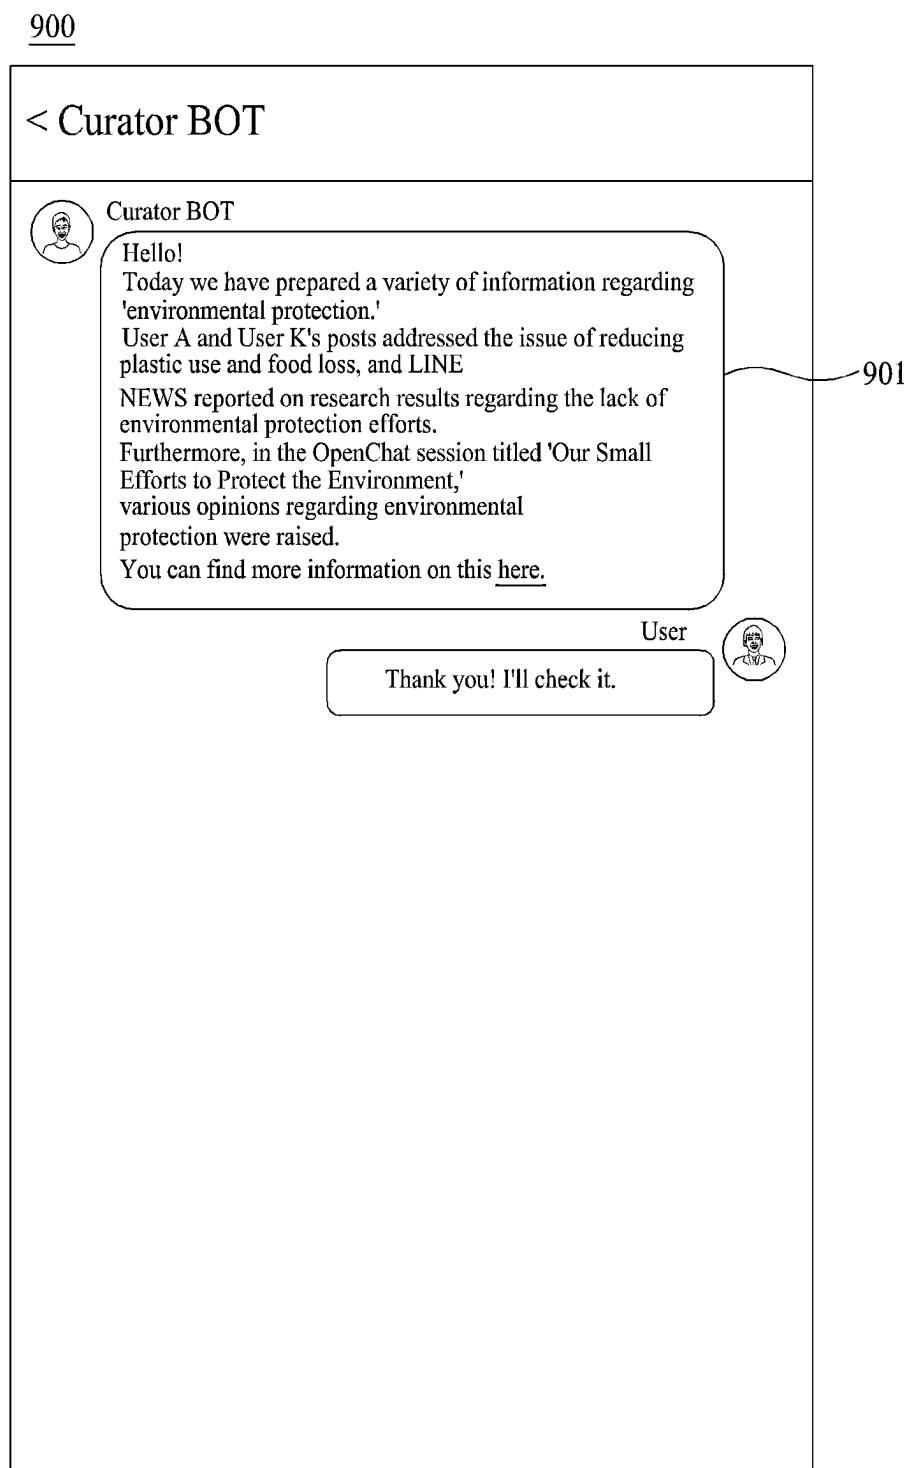 900
< Curator BOT
Curator BOT
Hello!
Today we have prepared a variety of information regarding
'environmental protection.'
User A and User K's posts addressed the issue of reducing
plastic use and food loss, and LINE
NEWS reported on research results regarding the lack of
environmental protection efforts.
Furthermore, in the OpenChat session titled 'Our Small
Efforts to Protect the Environment,'
various opinions regarding environmental
protection were raised.
You can find more information on this here.
901
User
Thank you! I'll check it.